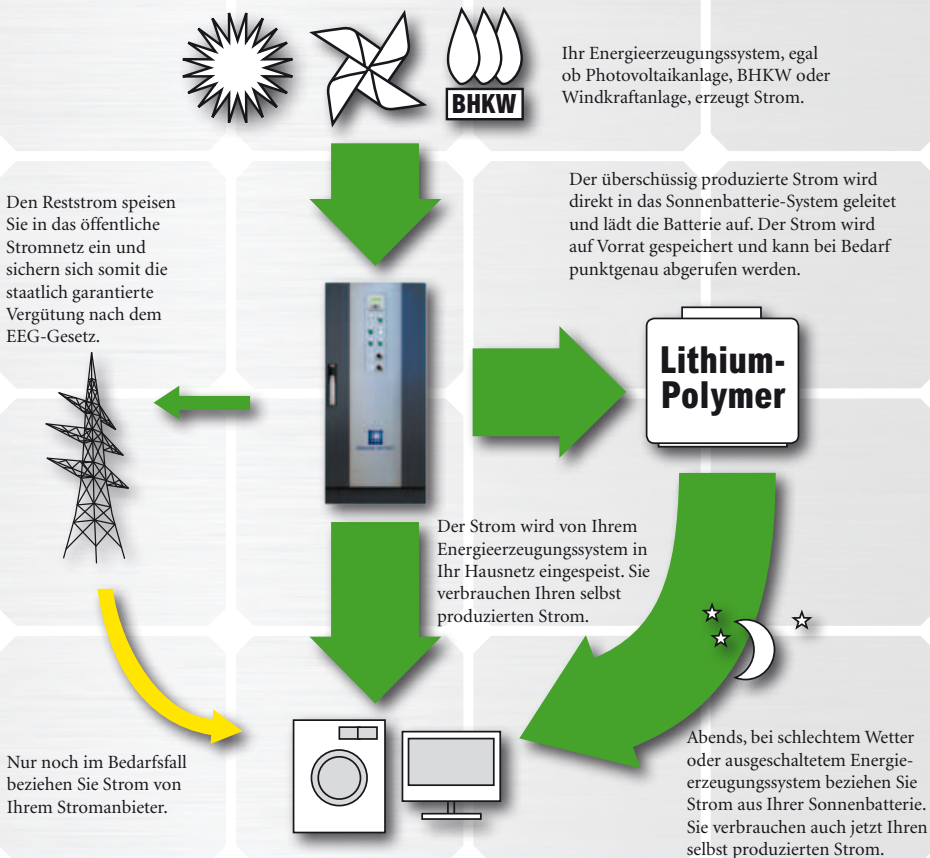 BHKW
Ihr Energieerzeugungssystem, egal
ob Photovoltaikanlage, BHKW oder
Windkraftanlage, erzeugt Strom.
Den Reststrom speisen
Sie in das öffentliche
Stromnetz ein und
sichern sich somit die
staatlich garantierte
Vergütung nach dem
EEG-Gesetz.
Der überschüssig produzierte Strom wird
direkt in das Sonnenbatterie-System geleitet
und lädt die Batterie auf. Der Strom wird
auf Vorrat gespeichert und kann bei Bedarf
punktgenau abgerufen werden.
Lithium-
Polymer
Der Strom wird von Ihrem
Energieerzeugungssystem in
Ihr Hausnetz eingespeist. Sie
verbrauchen Ihren selbst
produzierten Strom.
Nur noch im Bedarfsfall
beziehen Sie Strom von
Ihrem Stromanbieter.
Abends, bei schlechtem Wetter
oder ausgeschaltetem Energie-
erzeugungssystem beziehen Sie
Strom aus Ihrer Sonnenbatterie.
Sie verbrauchen auch jetzt Ihren
selbst produzierten Strom.